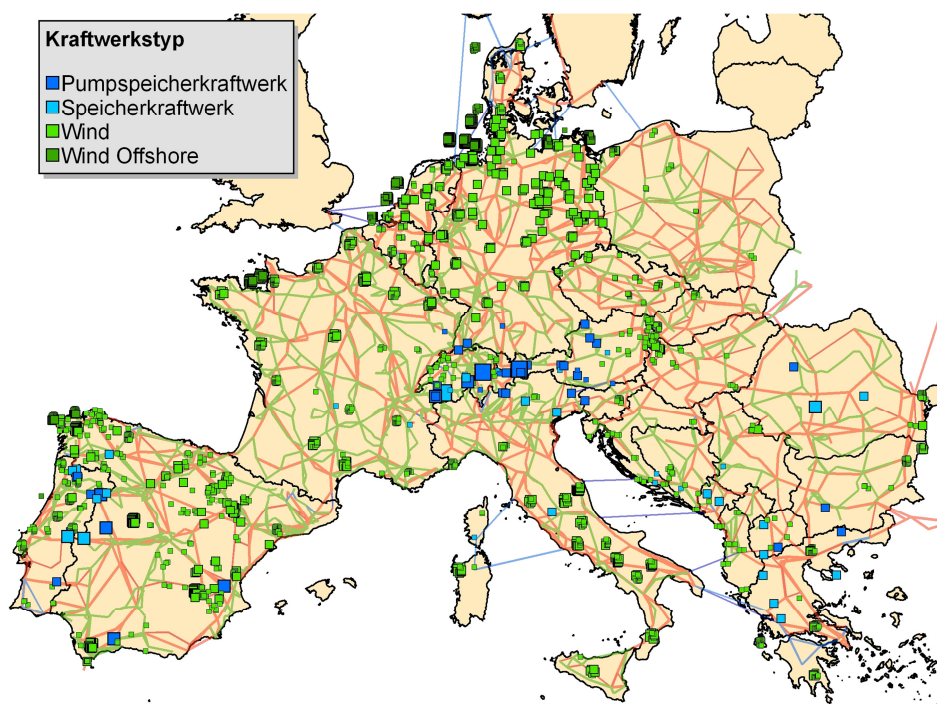 Kraftwerkstyp
Pumpspeicherkraftwerk
Speicherkraftwerk
Wind
Wind Offshore